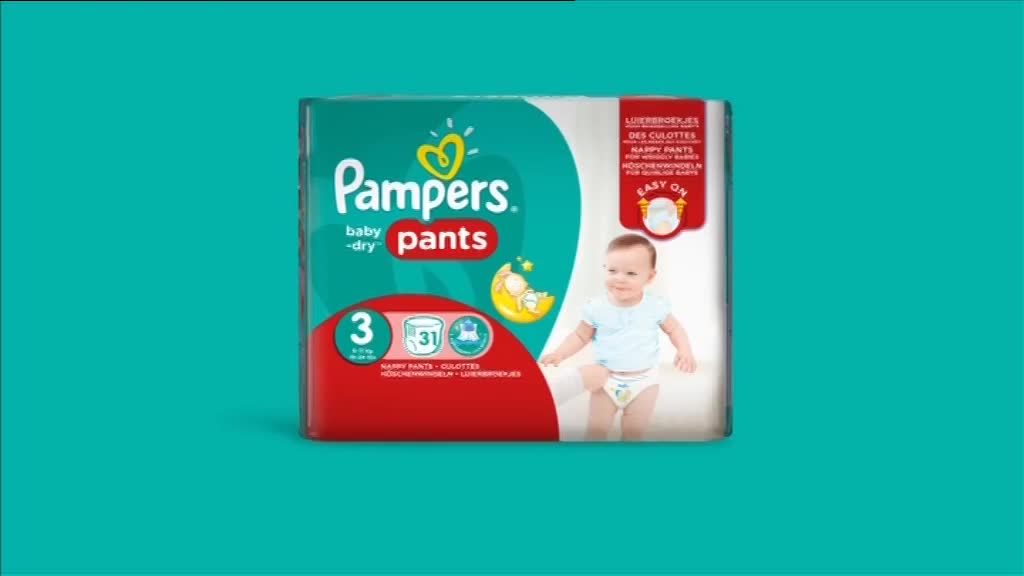 Pampers
baby
-dry™
pants
LUIERBROEKJES
DES CULOTTES
NAPPY PANTS
FOR WRIGGLY BABIES
HÖSCHENWINDELN
FÜR QUIRLIGE BABYS
EASY ON
3
31
NAPPY PANTS • CULOTTES
HÖSCHENWINDELN • LUIERBROEKJES